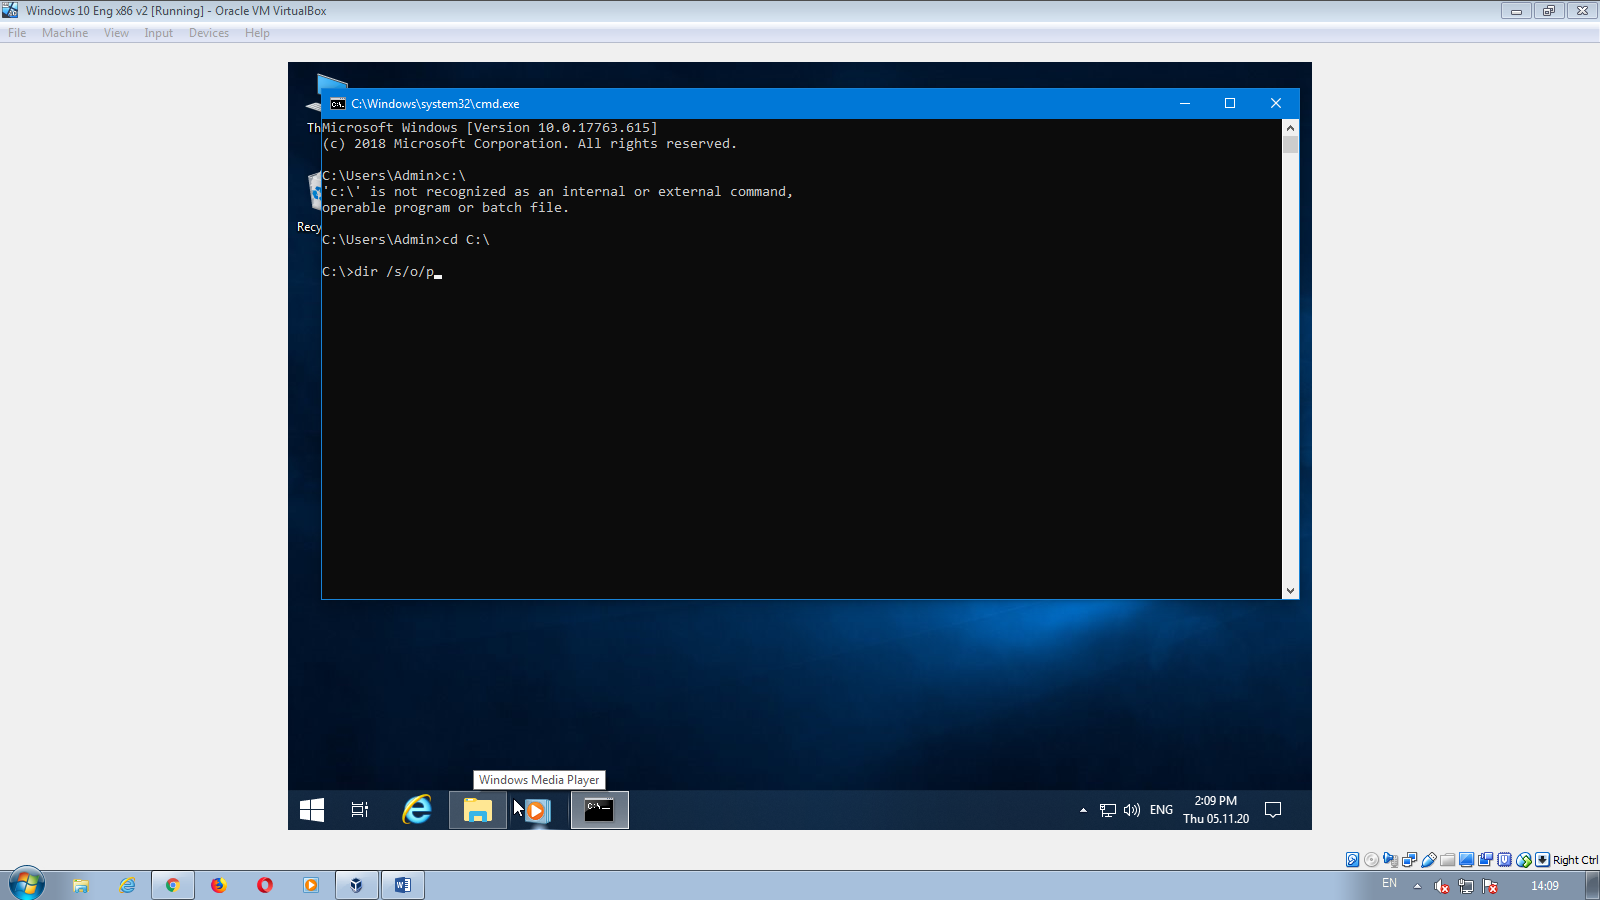 Windows 10 Eng x86 v2 [Running] - Oracle VM VirtualBox
File Machine View Input Devices Help
C:\Windows\system32\cmd.exe
Th
Microsoft Windows [Version 10.0.17763.615]
(c) 2018 Microsoft Corporation. All rights reserved.
C:\Users\Admin>c:\
'c:\' is not recognized as an internal or external command,
operable program or batch file.
Recy
C:\Users\Admin>cd C:\
C:\>dir /s/o/p
Windows Media Player
ENG
2:09 PM
Thu 05.11.20
Right Ctrl
EN
14:09